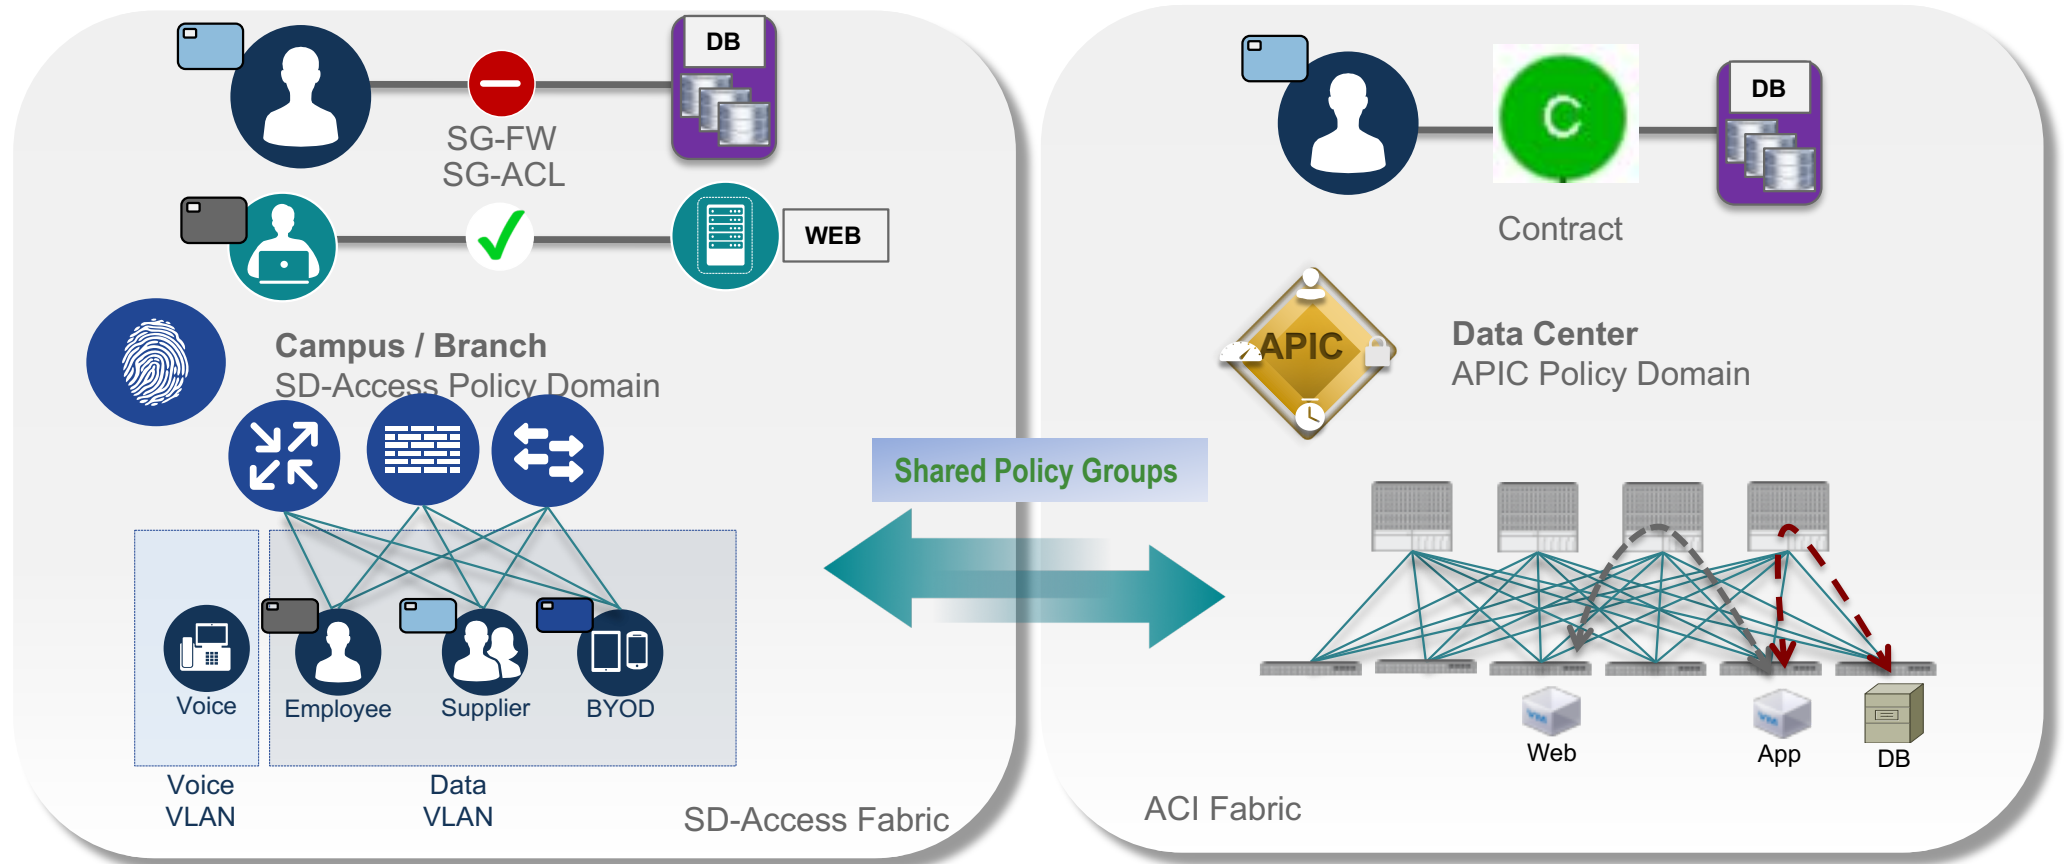 DB
SG-FW
SG-ACL
WEB
Campus / Branch
SD-Access Policy Domain
Voice
Employee
Supplier
BYOD
Voice
VLAN
Data
VLAN
SD-Access Fabric
Shared Policy Groups
C
DB
Contract
APIC
Data Center
APIC Policy Domain
VM
Web
VM
App
DB
ACI Fabric